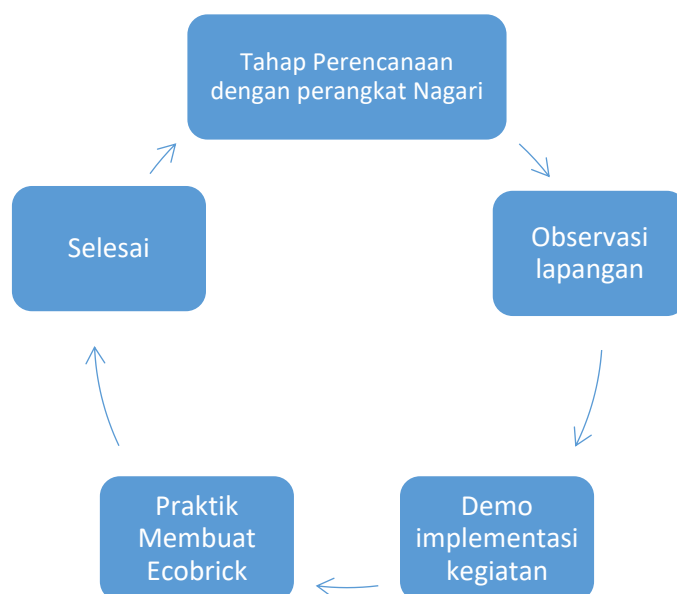 Tahap Perencanaan
dengan perangkat Nagari
Observasi
lapangan
Demo
implementasi
kegiatan
Praktik
Membuat
Ecobrick
Selesai